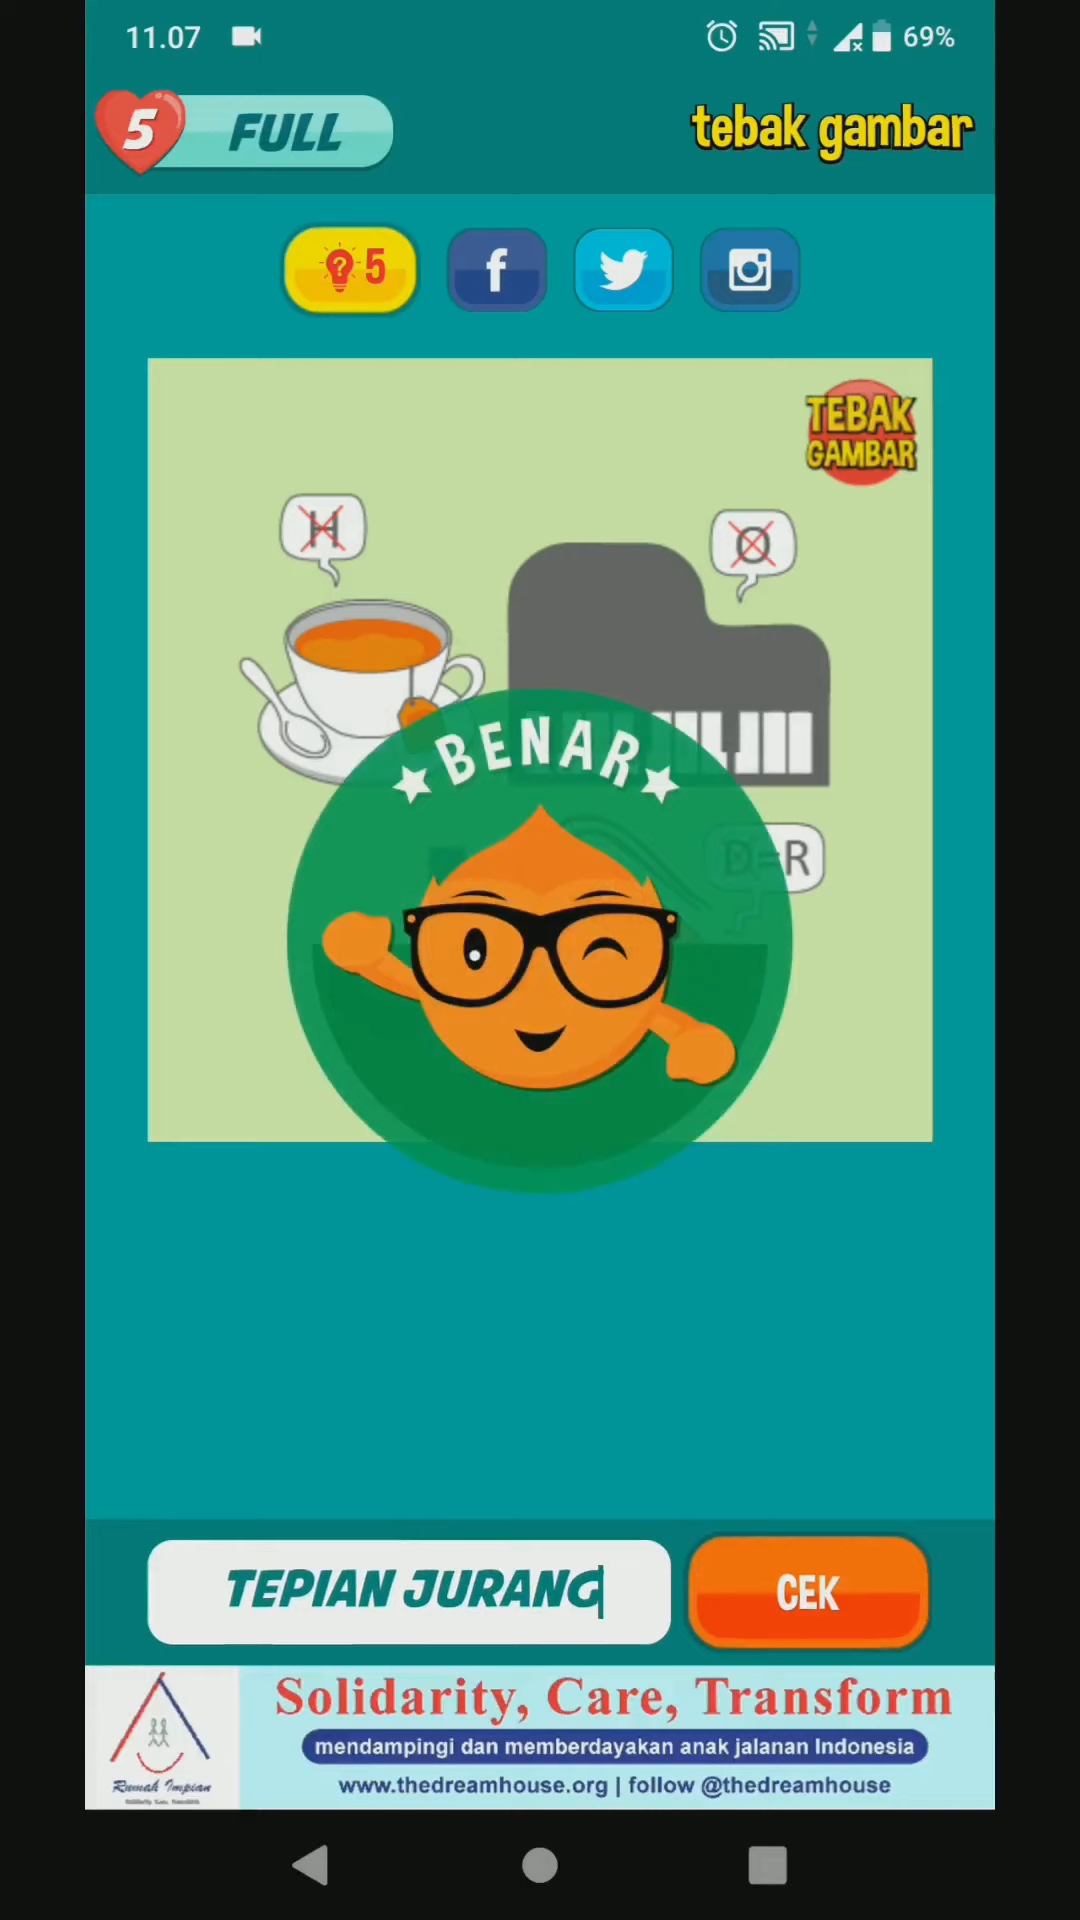 11.07
69%
5 FULL
tebak gambar
5
TEBAK
GAMBAR
H
O
BENAR
D=R
TEPIAN JURANG
CEK
Solidarity, Care, Transform
mendampingi dan memberdayakan anak jalanan Indonesia
www.thedreamhouse.org | follow @thedreamhouse
Rumah Impian